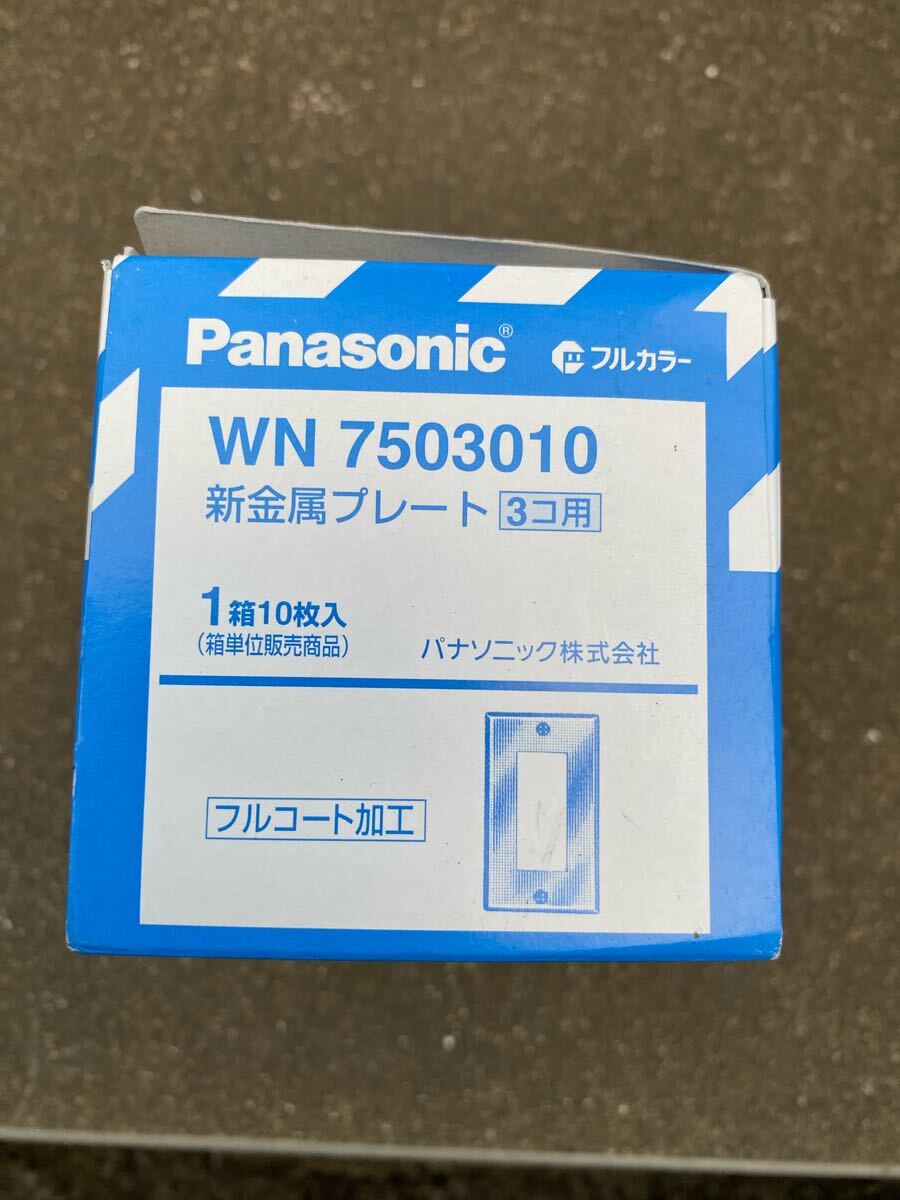 Panasonic® フルカラー
WN 7503010
新金属プレート 3コ用
1箱10枚入
(箱単位販売商品) パナソニック株式会社
フルコート加工